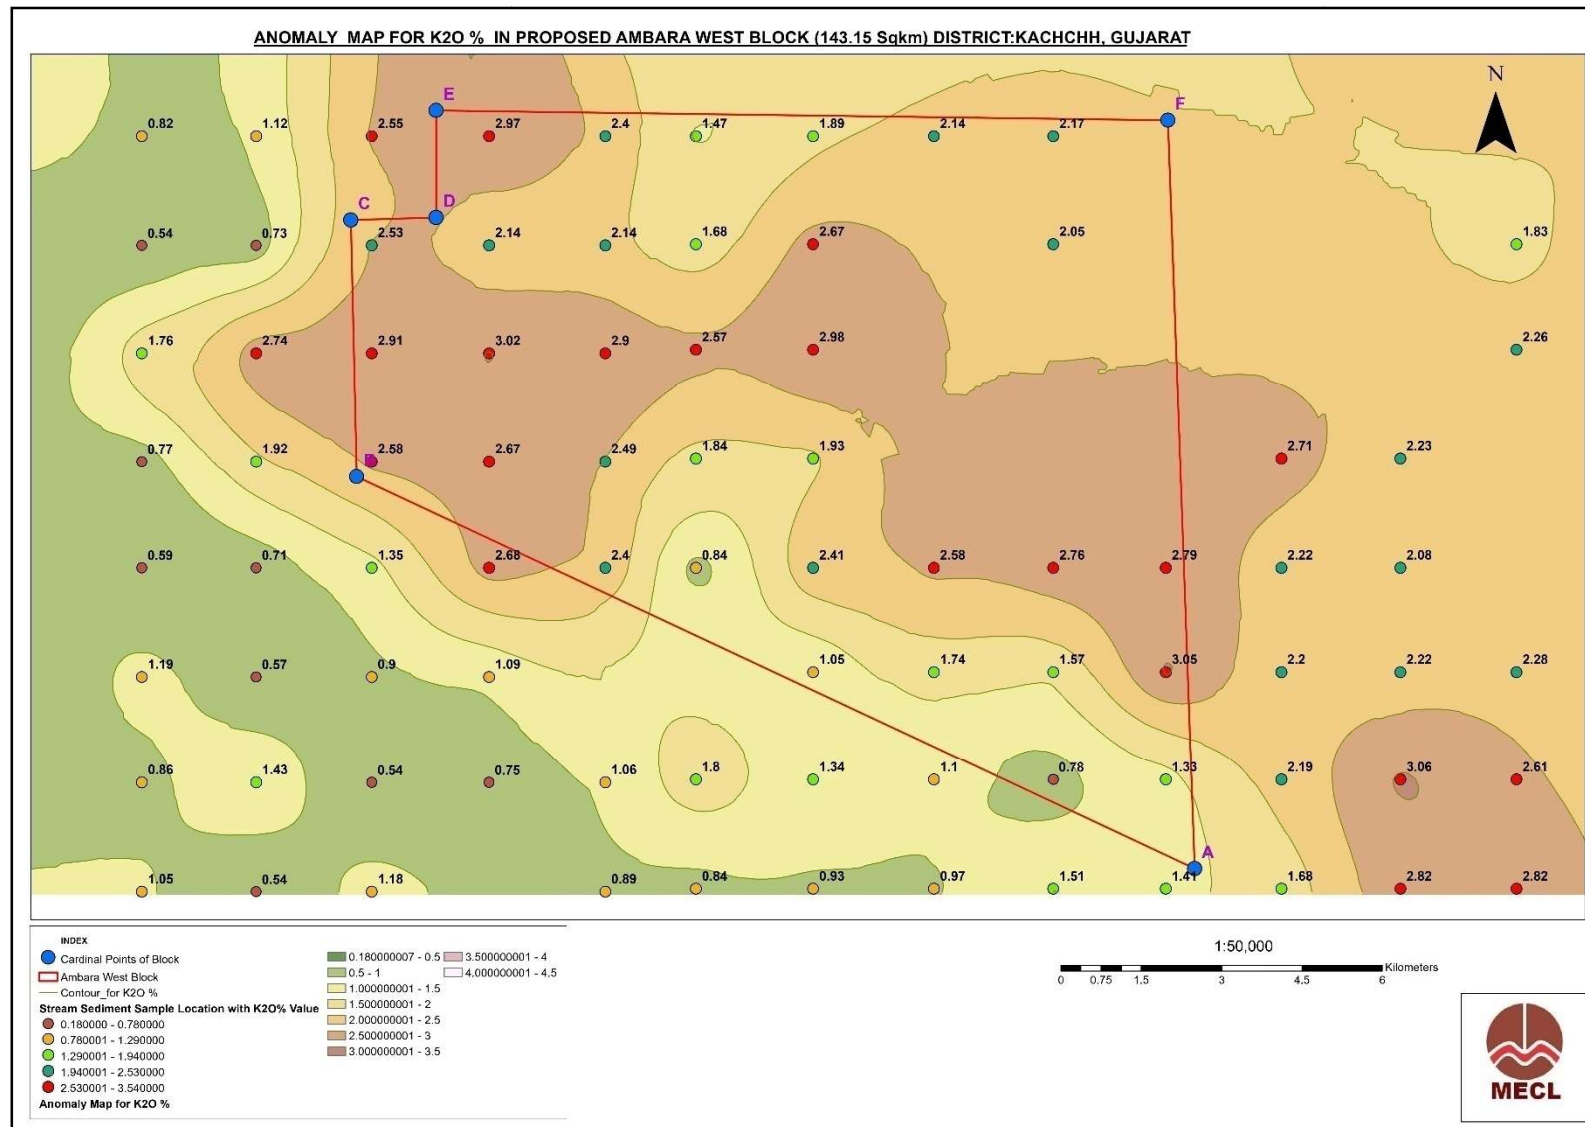 ANOMALY MAP FOR K2O % IN PROPOSED AMBARA WEST BLOCK (143.15 Sqkm) DISTRICT:KACHCHH, GUJARAT
N
E
F
0.82 1.12 2.55 2.97 2.4 1.47 1.89 2.14 2.17
C
D
0.54 0.73 2.53 2.14 2.14 1.68 2.67 2.05 1.83
1.76 2.74 2.91 3.02 2.9 2.57 2.98 2.26
0.77 1.92 2.58 2.67 2.49 1.84 1.93 2.71 2.23
0.59 0.71 1.35 2.68 2.4 0.84 2.41 2.58 2.76 2.79 2.22 2.08
1.19 0.57 0.9 1.09 1.05 1.74 1.57 3.05 2.2 2.22 2.28
0.86 1.43 0.54 0.75 1.06 1.8 1.34 1.1 0.78 1.33 2.19 3.06 2.61
A
1.05 0.54 1.18 0.89 0.84 0.93 0.97 1.51 1.41 1.68 2.82 2.82
INDEX
Cardinal Points of Block
Ambara West Block
Contour_for K2O %
Stream Sediment Sample Location with K2O% Value
0.180000 - 0.780000
0.780001 - 1.290000
1.290001 - 1.940000
1.940001 - 2.530000
2.530001 - 3.540000
Anomaly Map for K2O %
0.180000007 - 0.5
0.5 - 1
1.000000001 - 1.5
1.500000001 - 2
2.000000001 - 2.5
2.500000001 - 3
3.000000001 - 3.5
3.500000001 - 4
4.000000001 - 4.5
1:50,000
Kilometers
0 0.75 1.5 3 4.5 6
MECL